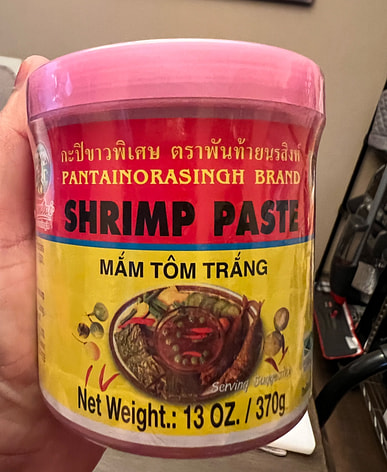 กะปิขาวพิเศษ ตราพันท้ายนรสิงห์
PANTAINORASINGH BRAND
SHRIMP PASTE
MẮM TÔM TRẮNG
Serving Suggestion
Net Weight.: 13 OZ. / 370g